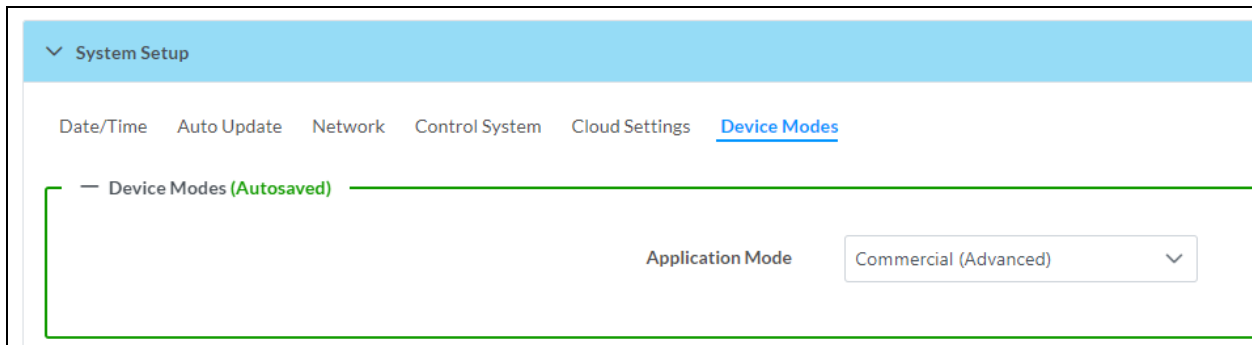 System Setup
Date/Time Auto Update Network Control System Cloud Settings Device Modes
Device Modes (Autosaved)
Application Mode Commercial (Advanced)